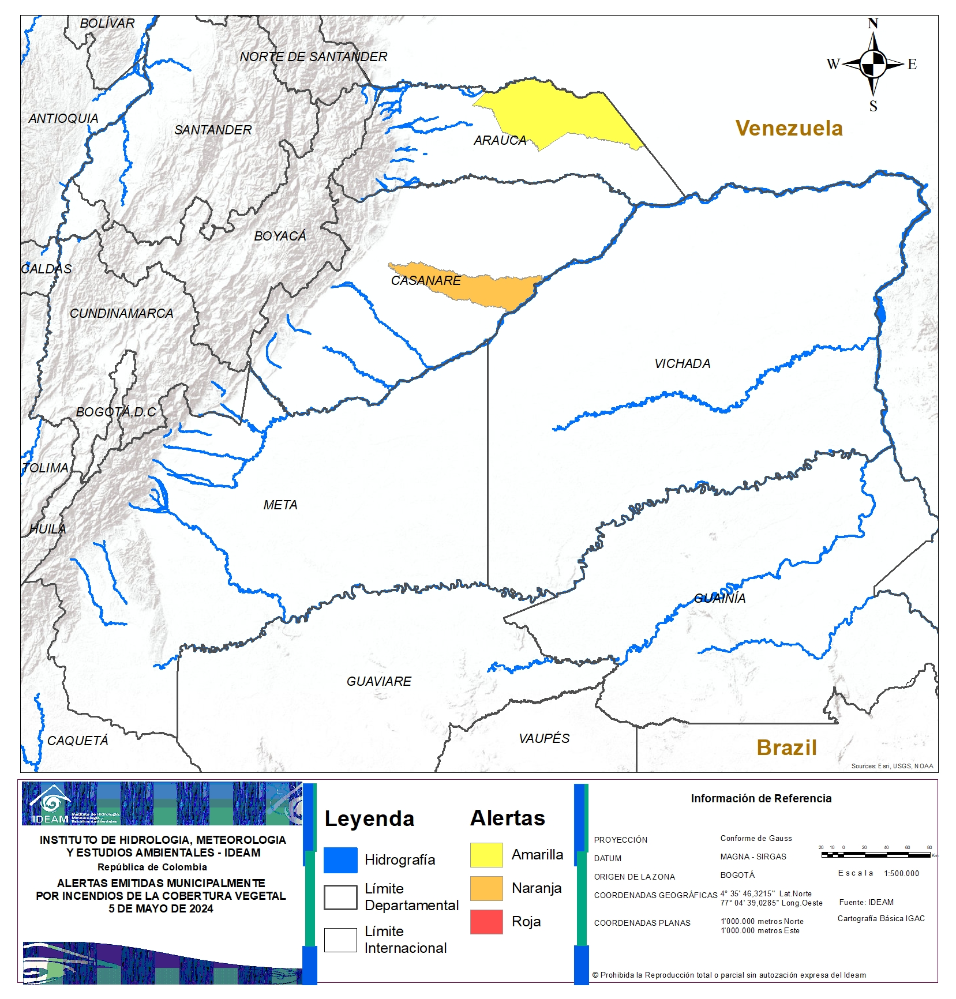 BOLÍVAR
N
NORTE DE SANTANDER
W E
S
ANTIOQUIA
SANTANDER
Venezuela
ARAUCA
BOYACÁ
CALDAS
CASANARE
CUNDINAMARCA
VICHADA
BOGOTÁ,D.C
TOLIMA
META
HUILA
GUAINÍA
GUAVIARE
CAQUETÁ
VAUPÉS
Brazil
Sources: Esri, USGS, NOAA
IDEAM
Instituto de Hidrología,
Meteorología y
Estudios Ambientales
INSTITUTO DE HIDROLOGIA, METEOROLOGIA
Y ESTUDIOS AMBIENTALES - IDEAM
República de Colombia
ALERTAS EMITIDAS MUNICIPALMENTE
POR INCENDIOS DE LA COBERTURA VEGETAL
5 DE MAYO DE 2024
Leyenda
Hidrografía
Límite
Departamental
Límite
Internacional
Alertas
Amarilla
Naranja
Roja
Información de Referencia
PROYECCIÓN Conforme de Gauss
DATUM MAGNA - SIRGAS
ORIGEN DE LA ZONA BOGOTÁ
COORDENADAS GEOGRÁFICAS 4° 35' 46,3215'' Lat.Norte
77° 04' 39,0285" Long.Oeste
COORDENADAS PLANAS 1'000.000 metros Norte
1'000.000 metros Este
20 10 0 20 40 60 80
Km
Escala 1:500.000
Fuente: IDEAM
Cartografía Básica IGAC
© Prohibida la Reproducción total o parcial sin autozación expresa del Ideam